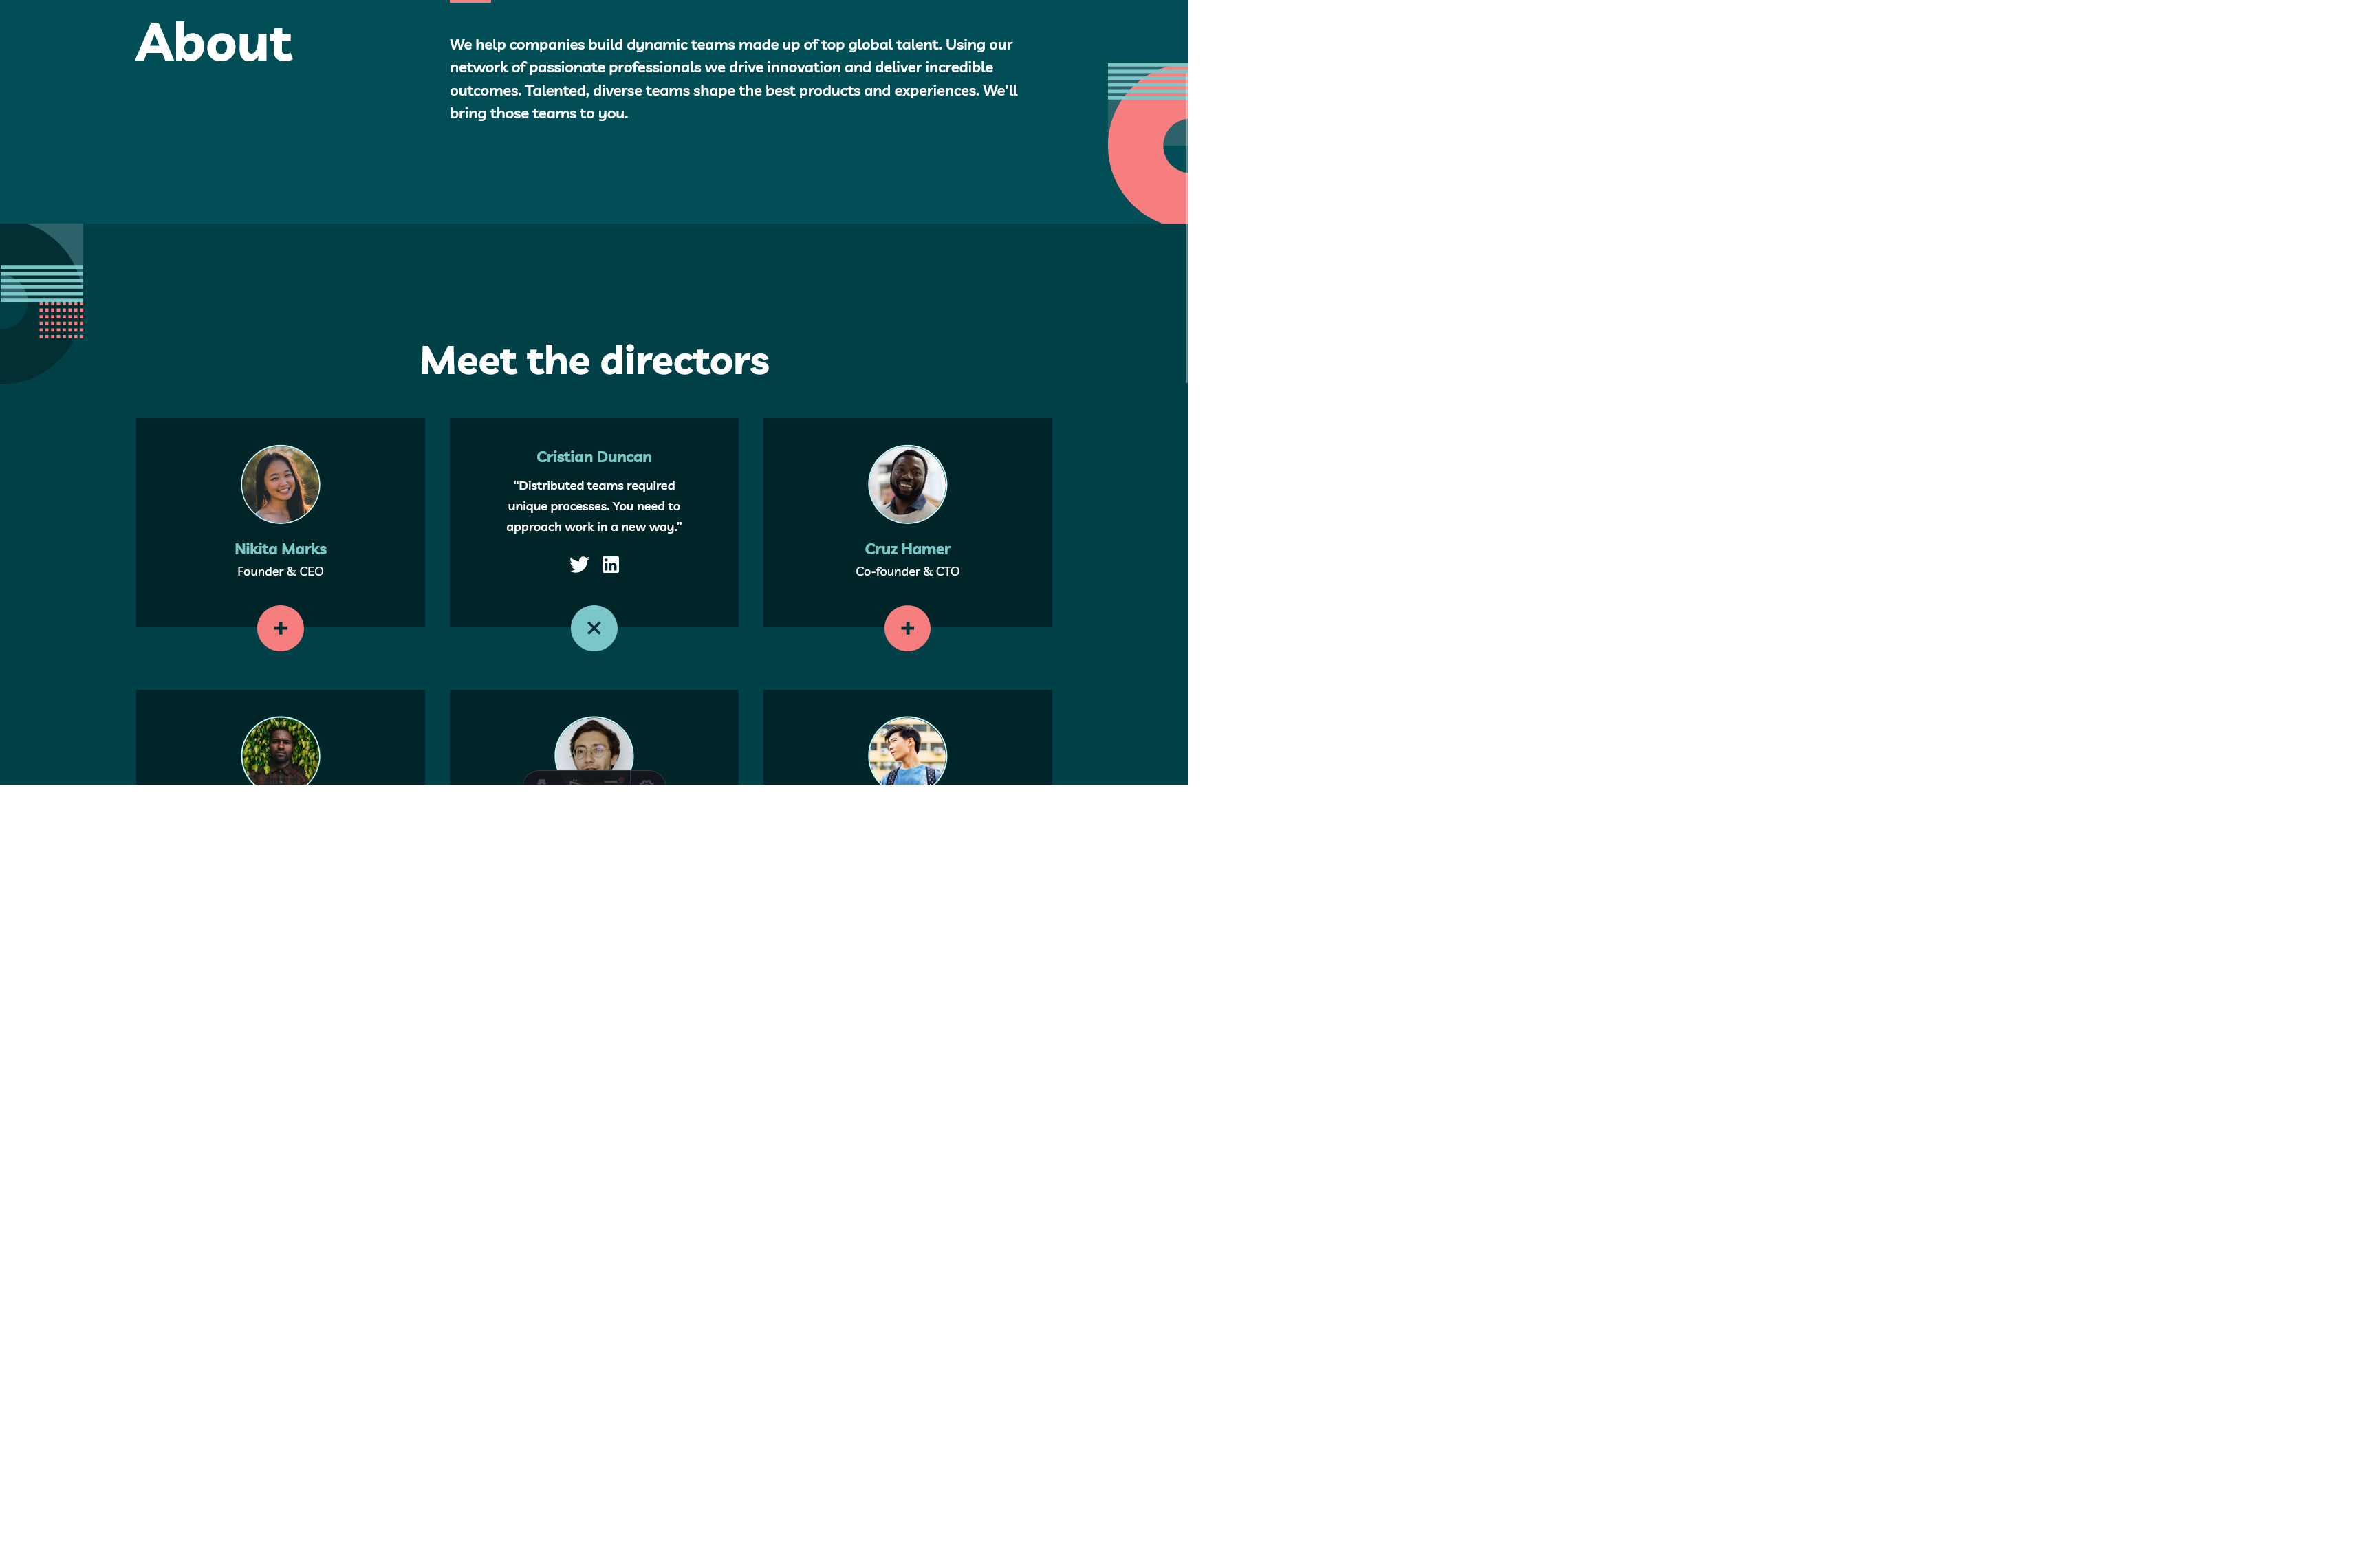 About
We help companies build dynamic teams made up of top global talent. Using our
network of passionate professionals we drive innovation and deliver incredible
outcomes. Talented, diverse teams shape the best products and experiences. We’ll
bring those teams to you.
Meet the directors
Nikita Marks
Founder & CEO
Cristian Duncan
“Distributed teams required
unique processes. You need to
approach work in a new way.”
Cruz Hamer
Co-founder & CTO